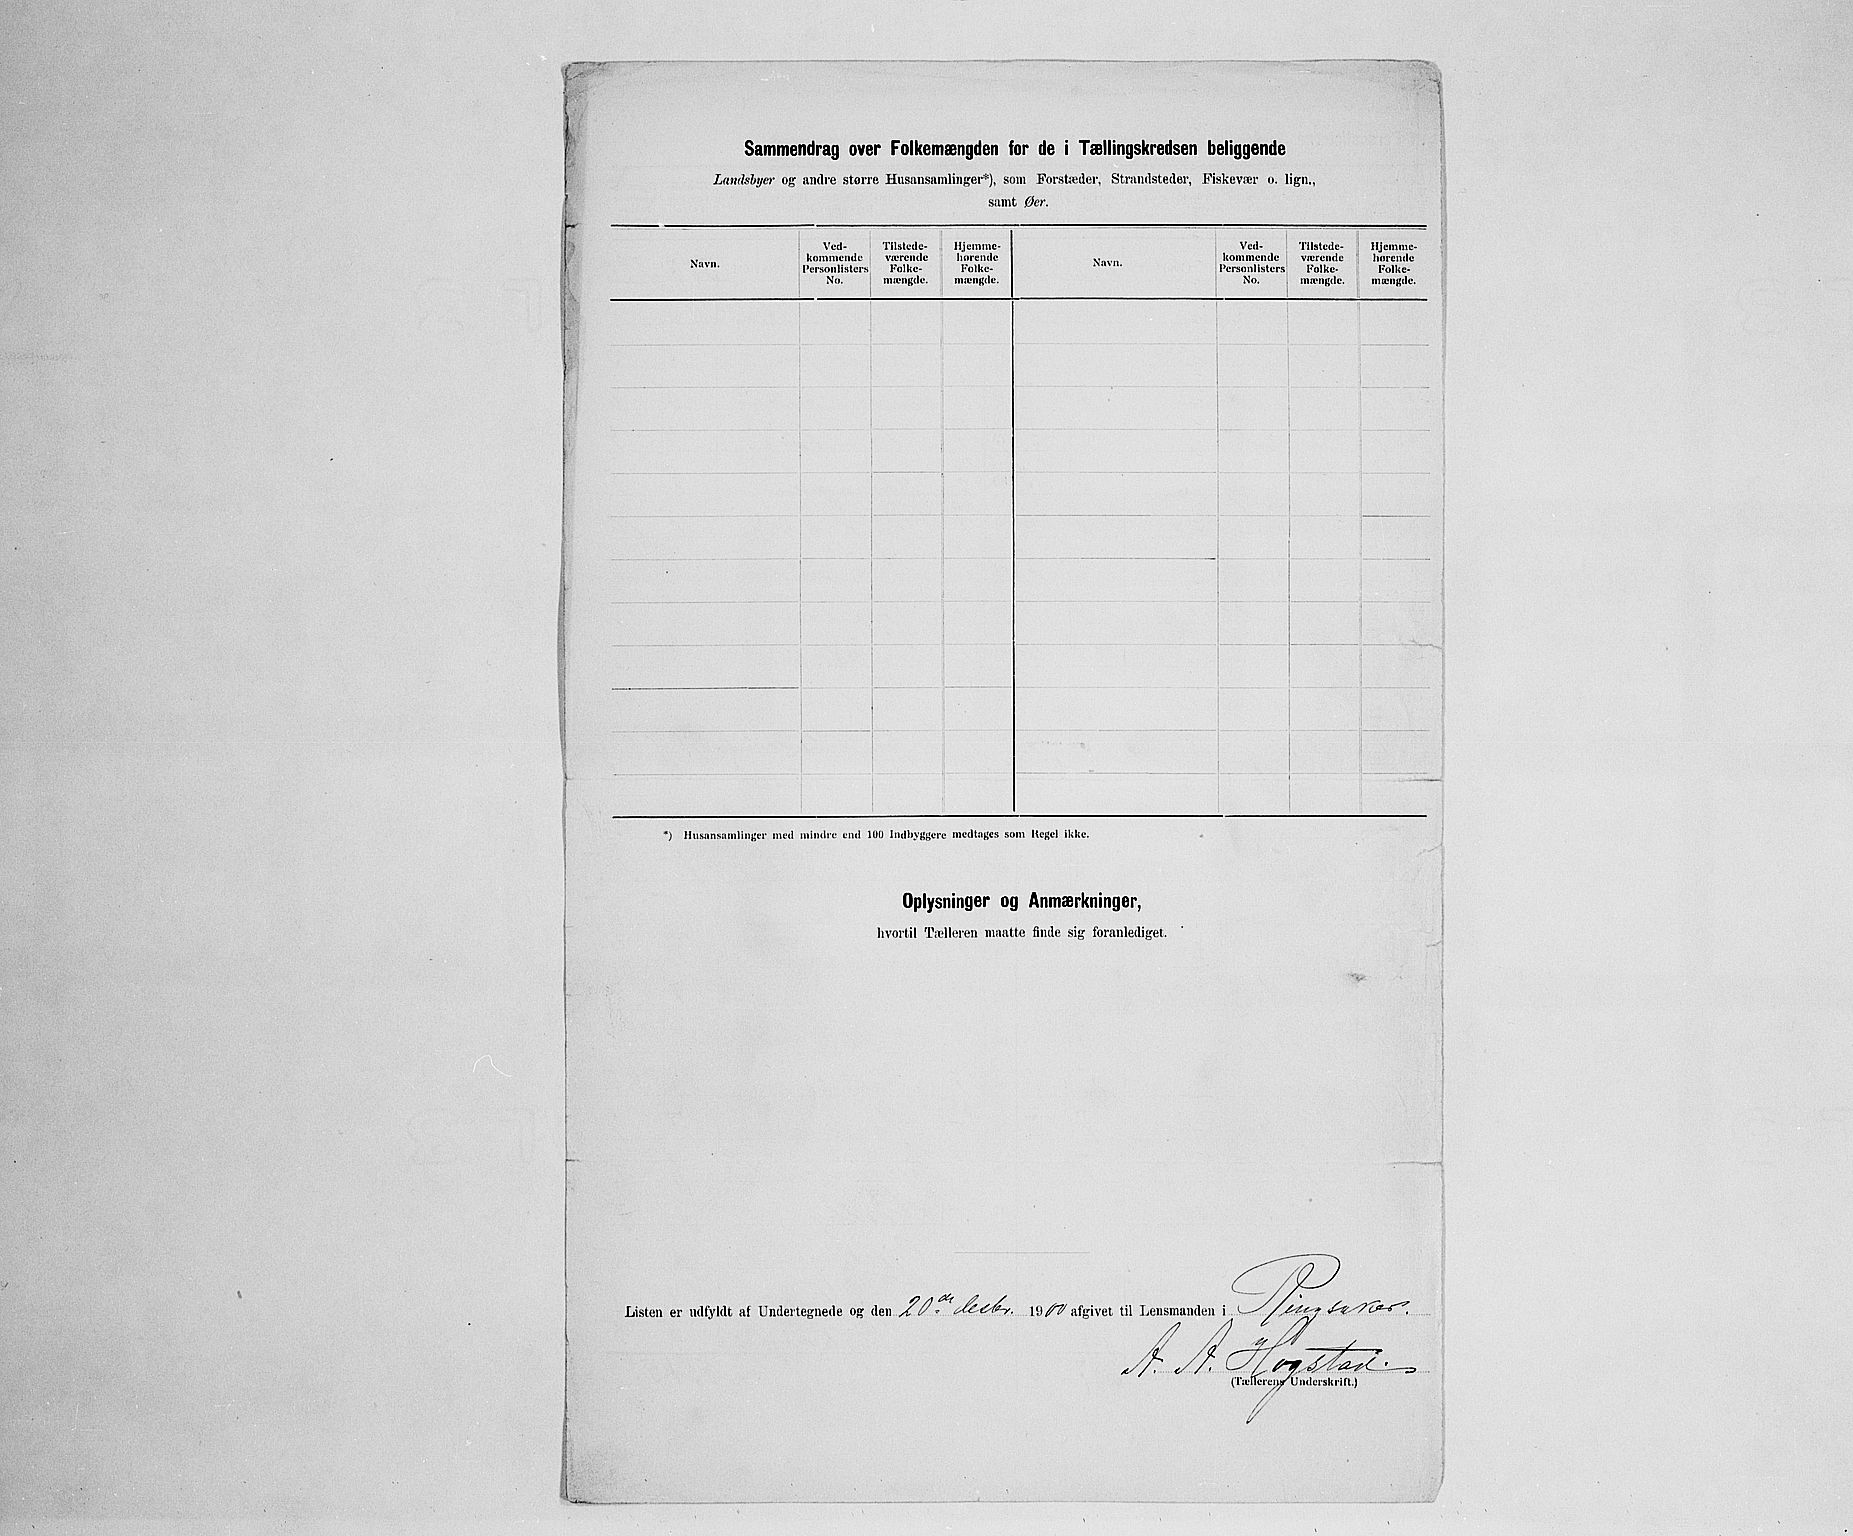 Sammendrag over Folkemængden for de i Tællingskredsen beliggende
Landsbyer og andre større Husansamlinger*), som Forstæder, Strandsteder, Fiskevær o. lign.,
samt Øer.
Navn. Ved-kommende Personlisters No. Tilstede-værende Folke-mængde. Hjemme-hørende Folke-mængde. Navn. Ved-kommende Personlisters No. Tilstede-værende Folke-mængde. Hjemme-hørende Folke-mængde.
*) Husansamlinger med mindre end 100 Indbyggere medtages som Regel ikke.
Oplysninger og Anmærkninger,
hvortil Tælleren maatte finde sig foranlediget.
Listen er udfyldt af Undertegnede og den 20de decbr. 1900 afgivet til Lensmanden i Ringsaker.
A. A. Hogstad.
(Tællerens Underskrift.)